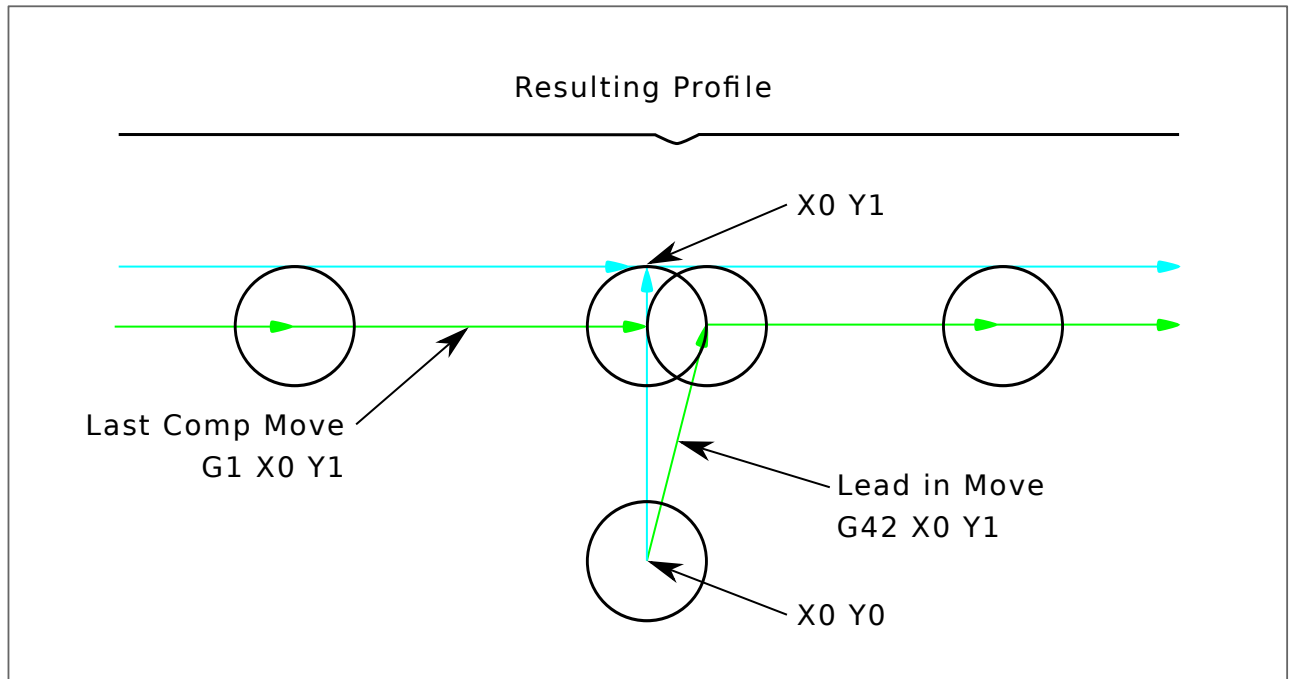 Resulting Profile
X0 Y1
Last Comp Move
G1 X0 Y1
Lead in Move
G42 X0 Y1
X0 Y0